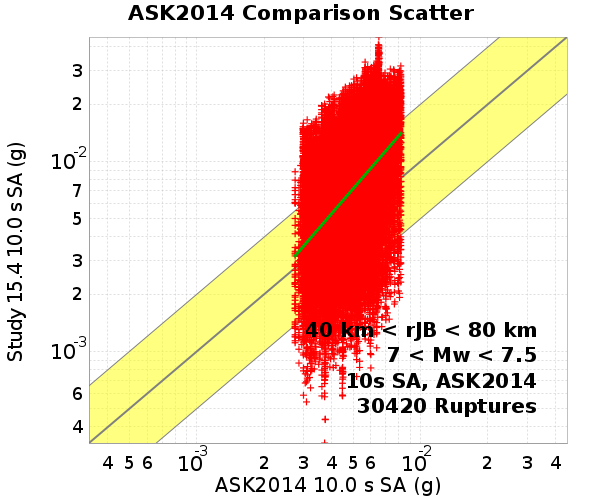 ASK2014 Comparison Scatter
Study 15.4 10.0 s SA (g)
3
2
10-2
7
5
3
2
10-3
6
4
40 km < rJB < 80 km
7 < Mw < 7.5
10s SA, ASK2014
30420 Ruptures
4 5 6 10-3 2 3 4 5 6 10-2 2 3 4
ASK2014 10.0 s SA (g)